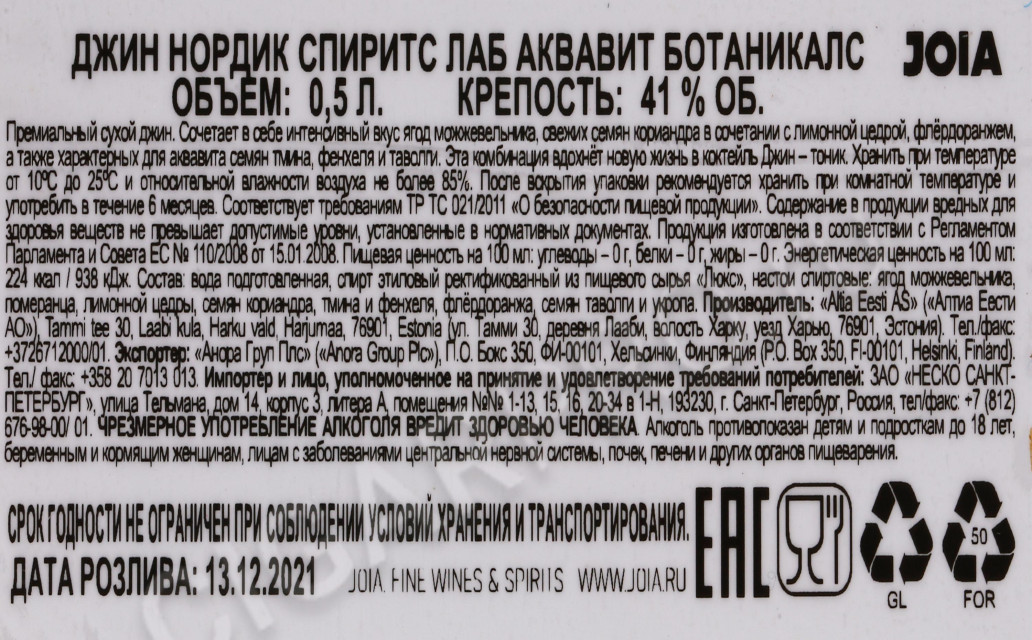 ДЖИН НОРДИК СПИРИТС ЛАБ АКВАВИТ БОТАНИКАЛС JOIA
ОБЪЕМ: 0,5 Л. КРЕПОСТЬ: 41 % ОБ.
Премиальный сухой джин. Сочетает в себе интенсивный вкус ягод можжевельника, свежих семян кориандра в сочетании с лимонной цедрой, флёрдоранжем,
а также характерных для аквавита семян тмина, фенхеля и таволги. Эта комбинация вдохнёт новую жизнь в коктейль Джин – тоник. Хранить при температуре
от 10°С до 25°С и относительной влажности воздуха не более 85%. После вскрытия упаковки рекомендуется хранить при комнатной температуре и
употребить в течение 6 месяцев. Соответствует требованиям ТР ТС 021/2011 «О безопасности пищевой продукции». Содержание в продукции вредных для
здоровья веществ не превышает допустимые уровни, установленные в нормативных документах. Продукция изготовлена в соответствии с Регламентом
Парламента и Совета ЕС № 110/2008 от 15.01.2008. Пищевая ценность на 100 мл: углеводы – 0 г, белки – 0 г, жиры – 0 г. Энергетическая ценность на 100 мл:
224 ккал / 938 кДж. Состав: вода подготовленная, спирт этиловый ректификованный из пищевого сырья «Люкс», настои спиртовые: ягод можжевельника,
померанца, лимонной цедры, семян кориандра, тмина и фенхеля, флёрдоранжа, семян таволги и укропа. Производитель: «Altia Eesti AS» («Алтиа Еести
АО»), Tammi tee 30, Laabi kula, Harku vald, Harjumaa, 76901, Estonia (ул. Тамми 30, деревня Лааби, волость Харку, уезд Харью, 76901, Эстония). Тел./факс:
+3726712000/01. Экспортер: «Анора Груп Плс» («Anora Group Plc»), П.О. Бокс 350, ФИ-00101, Хельсинки, Финляндия (P.O. Box 350, FI-00101, Helsinki, Finland).
Тел./ факс: +358 20 7013 013. Импортер и лицо, уполномоченное на принятие и удовлетворение требований потребителей: ЗАО «НЕСКО САНКТ-
ПЕТЕРБУРГ», улица Тельмана, дом 14, корпус 3, литера А, помещения №№ 1-13, 15, 16, 20-34 в 1-Н, 193230, г. Санкт-Петербург, Россия, тел/факс: +7 (812)
676-98-00/ 01. ЧРЕЗМЕРНОЕ УПОТРЕБЛЕНИЕ АЛКОГОЛЯ ВРЕДИТ ЗДОРОВЬЮ ЧЕЛОВЕКА. Алкоголь противопоказан детям и подросткам до 18 лет,
беременным и кормящим женщинам, лицам с заболеваниями центральной нервной системы, почек, печени и других органов пищеварения.
СРОК ГОДНОСТИ НЕ ОГРАНИЧЕН ПРИ СОБЛЮДЕНИИ УСЛОВИЙ ХРАНЕНИЯ И ТРАНСПОРТИРОВАНИЯ.
ДАТА РОЗЛИВА: 13.12.2021 JOIA FINE WINES & SPIRITS WWW.JOIA.RU
EAC
50
GL FOR